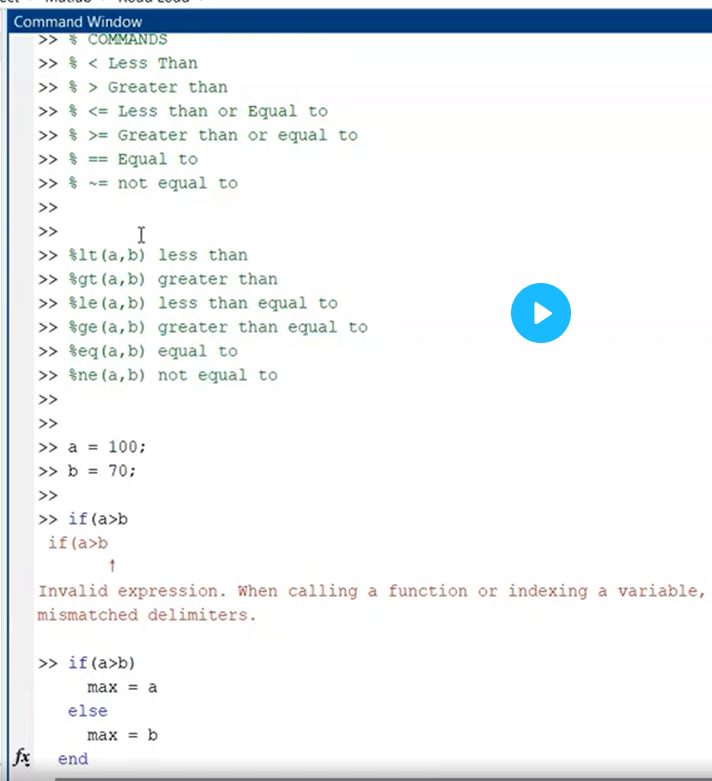 Command Window
>> % COMMANDS
>> % < Less Than
>> % > Greater than
>> % <= Less than or Equal to
>> % >= Greater than or equal to
>> % == Equal to
>> % ~= not equal to
>>
>>
>> %lt(a,b) less than
>> %gt(a,b) greater than
>> %le(a,b) less than equal to
>> %ge(a,b) greater than equal to
>> %eq(a,b) equal to
>> %ne(a,b) not equal to
>>
>>
>> a = 100;
>> b = 70;
>>
>> if(a>b
if(a>b
↑
Invalid expression. When calling a function or indexing a variable,
mismatched delimiters.
>> if(a>b)
max = a
else
max = b
fx end